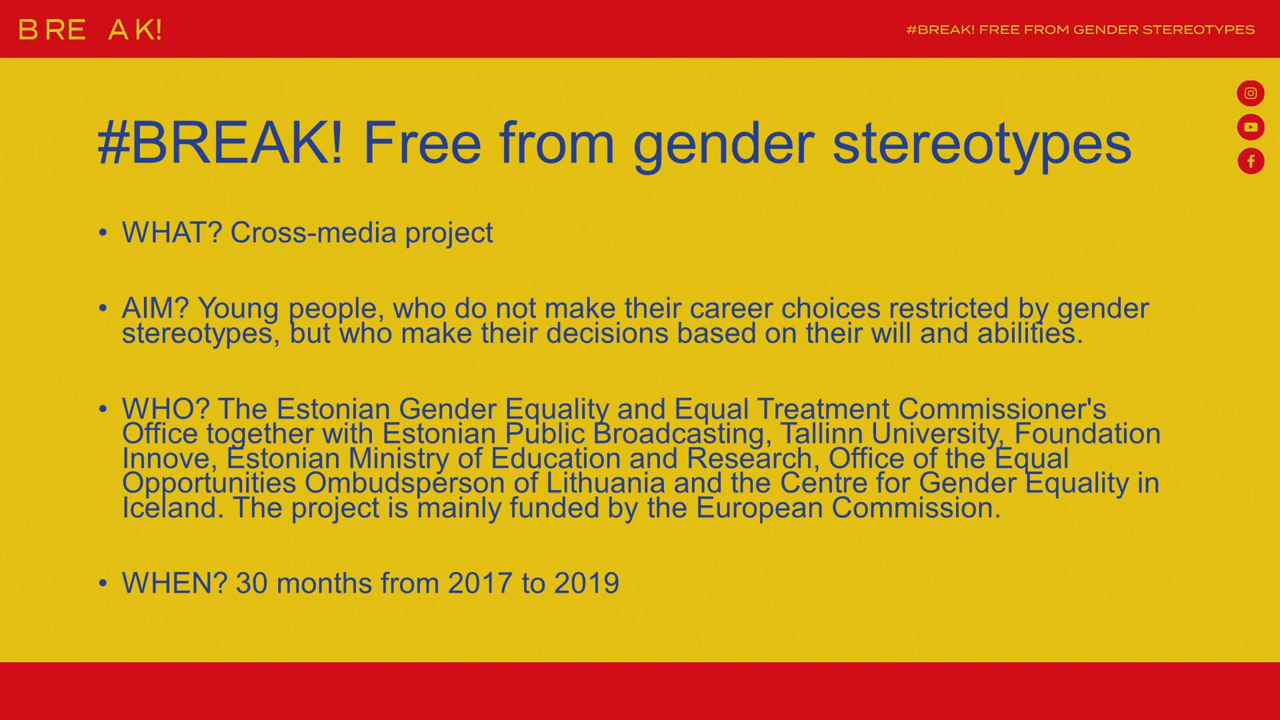 BRE AK!
#BREAK! FREE FROM GENDER STEREOTYPES
#BREAK! Free from gender stereotypes
• WHAT? Cross-media project
• AIM? Young people, who do not make their career choices restricted by gender
stereotypes, but who make their decisions based on their will and abilities.
• WHO? The Estonian Gender Equality and Equal Treatment Commissioner's
Office together with Estonian Public Broadcasting, Tallinn University, Foundation
Innove, Estonian Ministry of Education and Research, Office of the Equal
Opportunities Ombudsperson of Lithuania and the Centre for Gender Equality in
Iceland. The project is mainly funded by the European Commission.
• WHEN? 30 months from 2017 to 2019